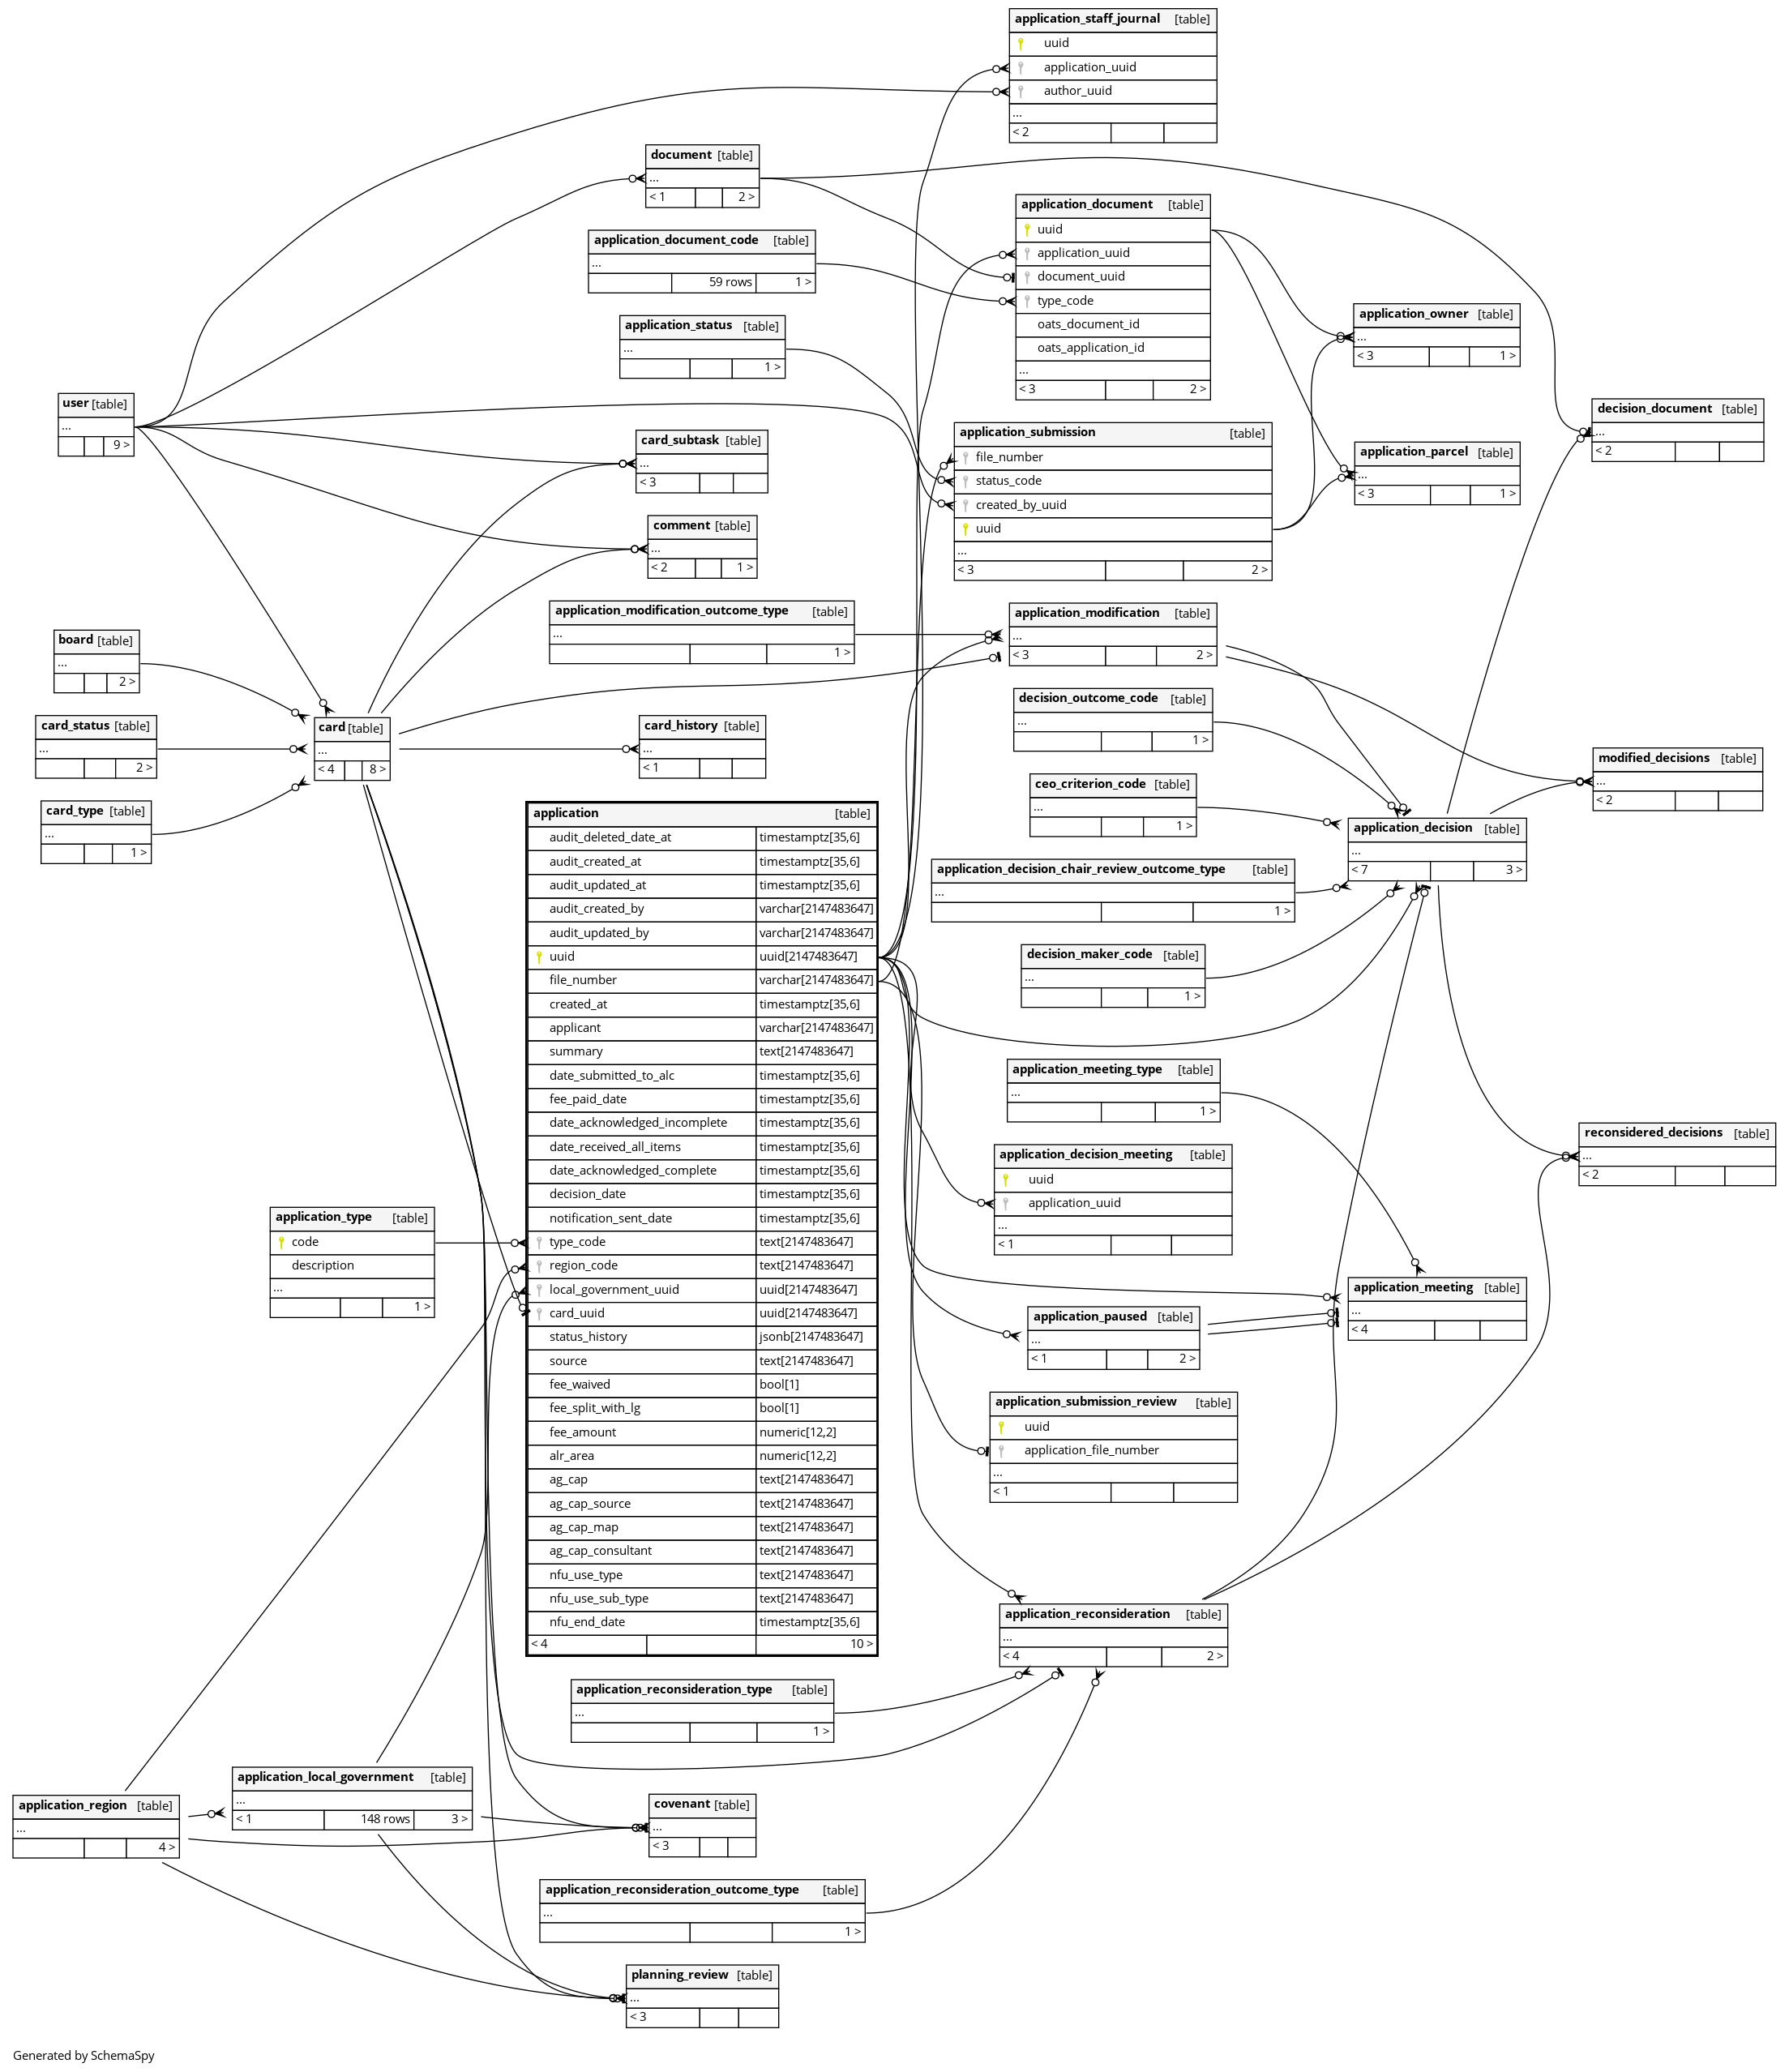 application_staff_journal [table]
uuid
application_uuid
author_uuid
...
< 2
document [table]
...
< 1 2 >
application_document [table]
uuid
application_uuid
document_uuid
type_code
oats_document_id
oats_application_id
...
< 3 2 >
application_document_code [table]
...
59 rows 1 >
application_status [table]
...
1 >
application_owner [table]
...
< 3 1 >
user [table]
...
9 >
decision_document [table]
...
< 2
card_subtask [table]
...
< 3
application_submission [table]
file_number
status_code
created_by_uuid
uuid
...
< 3 2 >
application_parcel [table]
...
< 3 1 >
comment [table]
...
< 2 1 >
application_modification_outcome_type [table]
...
1 >
application_modification [table]
...
< 3 2 >
board [table]
...
2 >
decision_outcome_code [table]
...
1 >
card_status [table]
...
2 >
card [table]
...
< 4 8 >
card_history [table]
...
< 1
modified_decisions [table]
...
< 2
ceo_criterion_code [table]
...
1 >
card_type [table]
...
1 >
application_decision [table]
...
< 7 3 >
application [table]
audit_deleted_date_at timestamptz[35,6]
audit_created_at timestamptz[35,6]
audit_updated_at timestamptz[35,6]
audit_created_by varchar[2147483647]
audit_updated_by varchar[2147483647]
uuid uuid[2147483647]
file_number varchar[2147483647]
created_at timestamptz[35,6]
applicant varchar[2147483647]
summary text[2147483647]
date_submitted_to_alc timestamptz[35,6]
fee_paid_date timestamptz[35,6]
date_acknowledged_incomplete timestamptz[35,6]
date_received_all_items timestamptz[35,6]
date_acknowledged_complete timestamptz[35,6]
decision_date timestamptz[35,6]
notification_sent_date timestamptz[35,6]
type_code text[2147483647]
region_code text[2147483647]
local_government_uuid uuid[2147483647]
card_uuid uuid[2147483647]
status_history jsonb[2147483647]
source text[2147483647]
fee_waived bool[1]
fee_split_with_lg bool[1]
fee_amount numeric[12,2]
alr_area numeric[12,2]
ag_cap text[2147483647]
ag_cap_source text[2147483647]
ag_cap_map text[2147483647]
ag_cap_consultant text[2147483647]
nfu_use_type text[2147483647]
nfu_use_sub_type text[2147483647]
nfu_end_date timestamptz[35,6]
< 4 10 >
application_decision_chair_review_outcome_type [table]
...
1 >
decision_maker_code [table]
...
1 >
application_meeting_type [table]
...
1 >
reconsidered_decisions [table]
...
< 2
application_decision_meeting [table]
uuid
application_uuid
...
< 1
application_type [table]
code
description
...
1 >
application_meeting [table]
...
< 4
application_paused [table]
...
< 1 2 >
application_submission_review [table]
uuid
application_file_number
...
< 1
application_reconsideration [table]
...
< 4 2 >
application_reconsideration_type [table]
...
1 >
application_local_government [table]
...
< 1 148 rows 3 >
application_region [table]
...
4 >
covenant [table]
...
< 3
application_reconsideration_outcome_type [table]
...
1 >
planning_review [table]
...
< 3
Generated by SchemaSpy